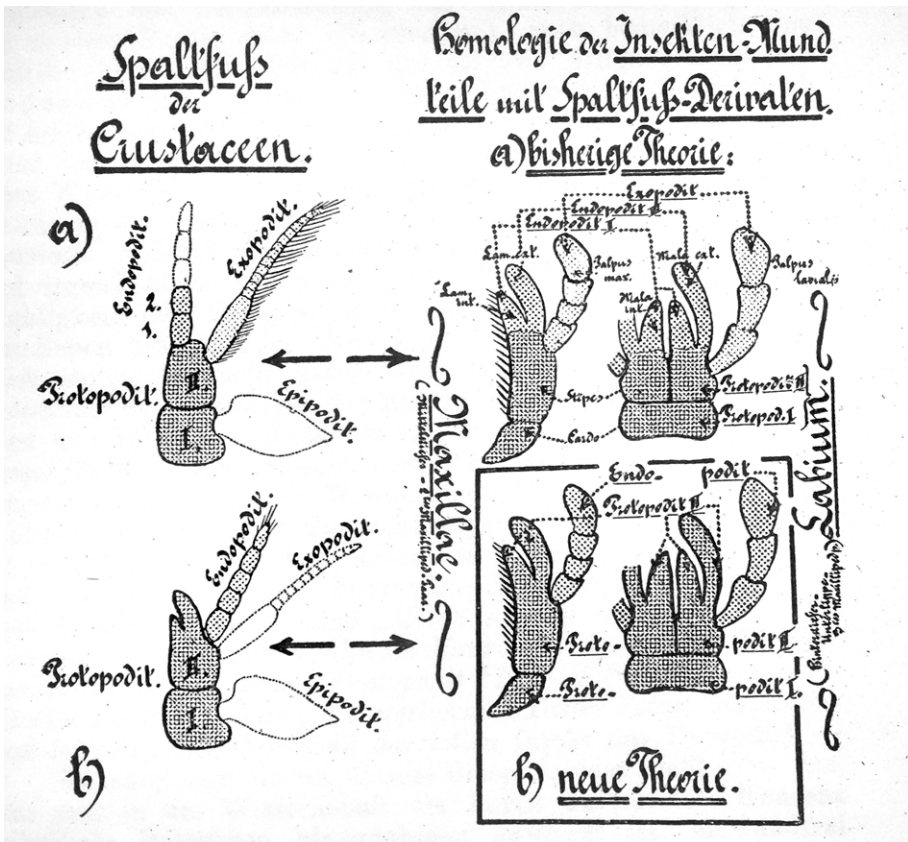 Spaltfuß
der
Crustaceen.
Homologie der Insekten-Mund
teile mit Spaltfuß-Derivaten.
a) bisherige Theorie:
a)
Endopodit.
2.
1.
Exopodit.
Protopodit.
II.
I.
Epipodit.
Exopodit
Endopodit II
Endopodit I
Lam. ext.
Lam. int.
Palpus
max.
Mala ext.
Mala
int.
Palpus
labialis
Stipes
Cardo
Protopodit II
Protopod. I
Maxillae.
Labium.
Endopodit.
Exopodit.
Protopodit.
II.
I.
Epipodit.
b)
Endo-
podit
Protopodit II
Proto-
podit II
Proto-
podit I.
b) neue Theorie.